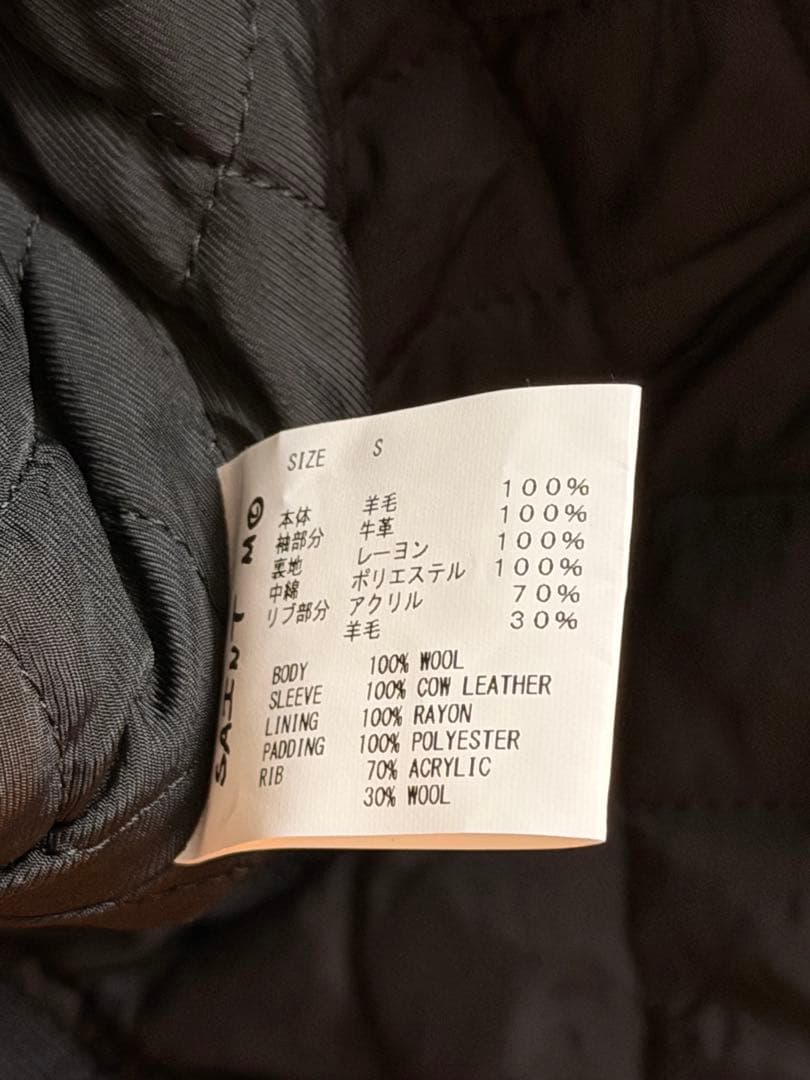 SIZE S
本体 羊毛 100%
袖部分 牛革 100%
裏地 レーヨン 100%
中綿 ポリエステル 100%
リブ部分 アクリル 70%
羊毛 30%
BODY 100% WOOL
SLEEVE 100% COW LEATHER
LINING 100% RAYON
PADDING 100% POLYESTER
RIB 70% ACRYLIC
30% WOOL
SAINT M